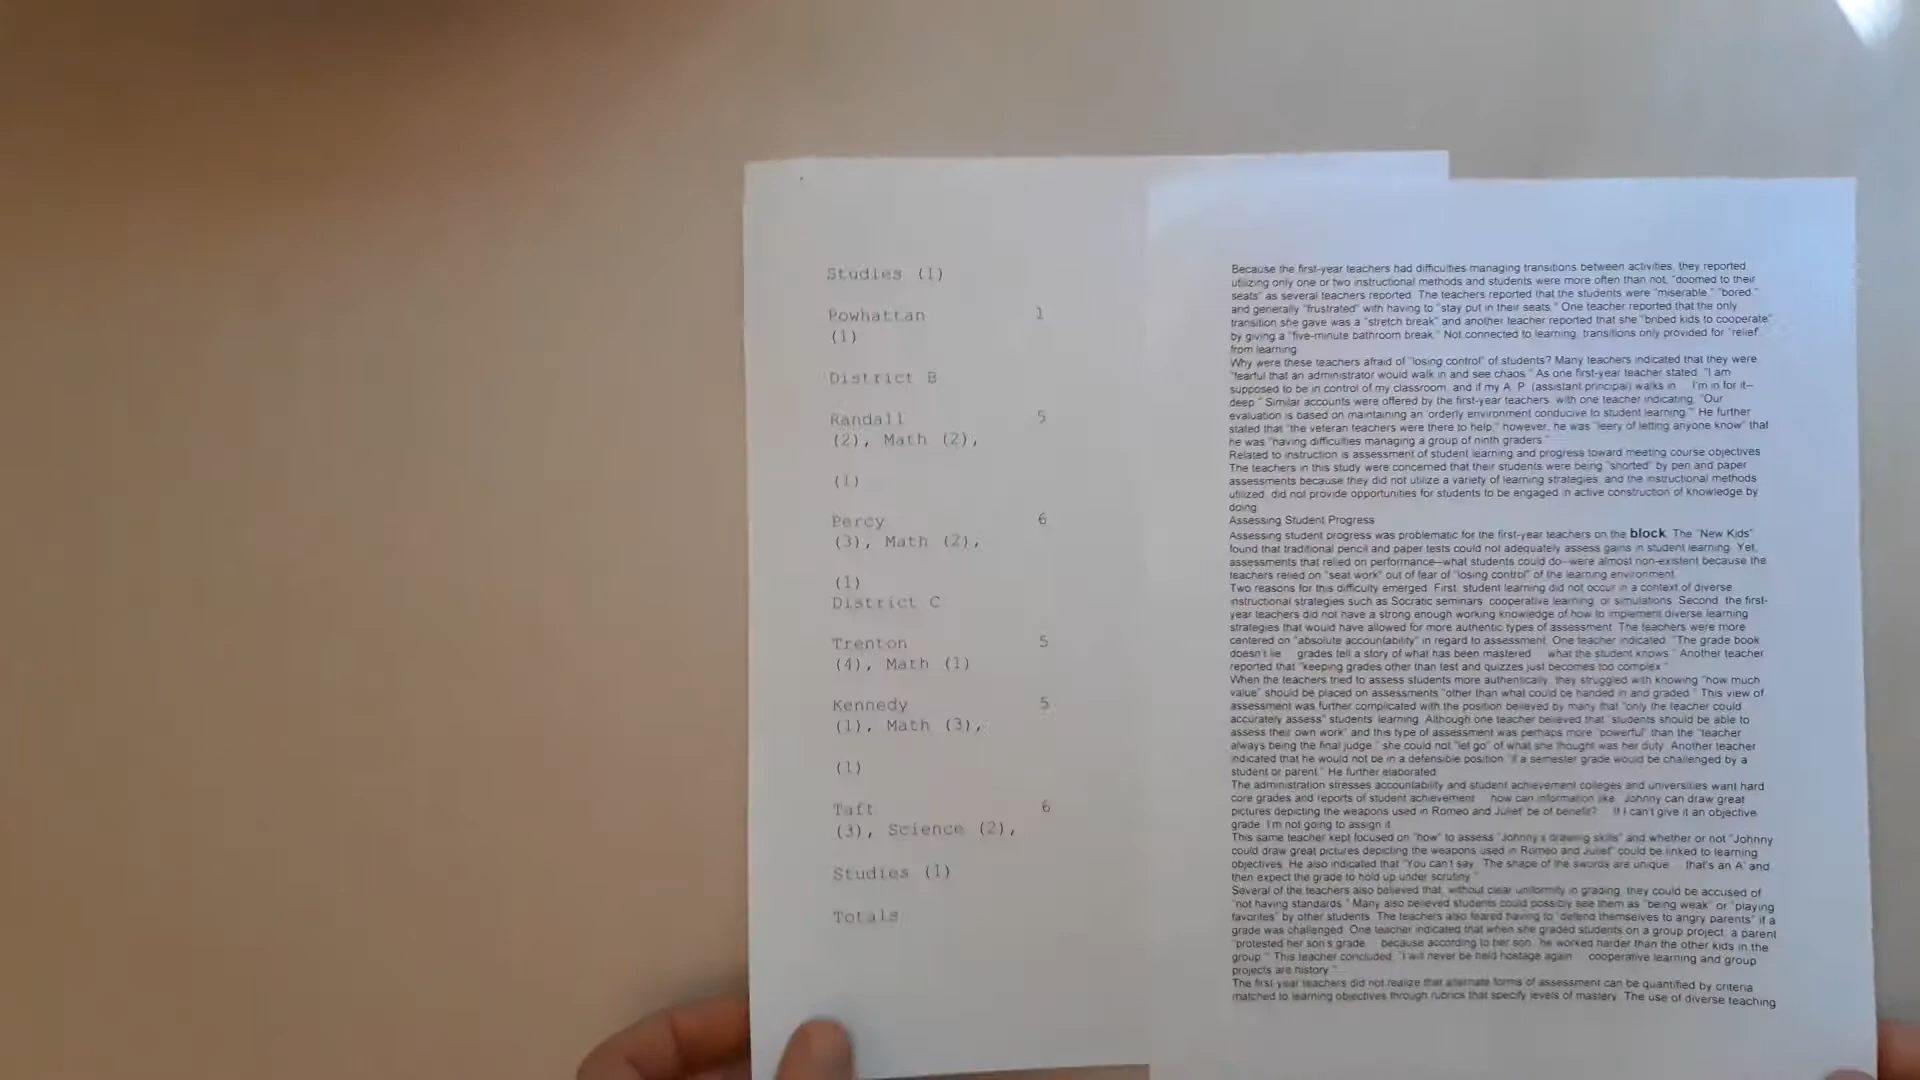 Studies (1)
Powhattan 1
(1)
District B
Randall 5
(2), Math (2),
(1)
Percy 6
(3), Math (2),
(1)
District C
Trenton 5
(4), Math (1)
Kennedy 5
(1), Math (3),
(1)
Taft 6
(3), Science (2),
Studies (1)
Totals
Because the first-year teachers had difficulties managing transitions between activities, they reported
utilizing only one or two instructional methods and students were more often than not, "doomed to their
seats" as several teachers reported. The teachers reported that the students were "miserable," "bored,"
and generally "frustrated" with having to "stay put in their seats." One teacher reported that the only
transition she gave was a "stretch break" and another teacher reported that she "bribed kids to cooperate"
by giving a "five-minute bathroom break." Not connected to learning, transitions only provided for "relief"
from learning.
Why were these teachers afraid of "losing control" of students? Many teachers indicated that they were
"fearful that an administrator would walk in and see chaos." As one first-year teacher stated, "I am
supposed to be in control of my classroom, and if my A. P. (assistant principal) walks in ... I'm in for it—
deep." Similar accounts were offered by the first-year teachers, with one teacher indicating, "Our
evaluation is based on maintaining an 'orderly environment conducive to student learning.'" He further
stated that "the veteran teachers were there to help," however, he was "leery of letting anyone know" that
he was "having difficulties managing a group of ninth graders."
Related to instruction is assessment of student learning and progress toward meeting course objectives.
The teachers in this study were concerned that their students were being "shorted" by pen and paper
assessments because they did not utilize a variety of learning strategies, and the instructional methods
utilized, did not provide opportunities for students to be engaged in active construction of knowledge by
doing.
Assessing Student Progress
Assessing student progress was problematic for the first-year teachers on the block. The "New Kids"
found that traditional pencil and paper tests could not adequately assess gains in student learning. Yet,
assessments that relied on performance—what students could do—were almost non-existent because the
teachers relied on "seat work" out of fear of "losing control" of the learning environment.
Two reasons for this difficulty emerged. First, student learning did not occur in a context of diverse
instructional strategies such as Socratic seminars, cooperative learning, or simulations. Second, the first-
year teachers did not have a strong enough working knowledge of how to implement diverse learning
strategies that would have allowed for more authentic types of assessment. The teachers were more
centered on "absolute accountability" in regard to assessment. One teacher indicated, "The grade book
doesn't lie ... grades tell a story of what has been mastered ... what the student knows." Another teacher
reported that "keeping grades other than test and quizzes just becomes too complex."
When the teachers tried to assess students more authentically, they struggled with knowing "how much
value" should be placed on assessments "other than what could be handed in and graded." This view of
assessment was further complicated with the position believed by many that "only the teacher could
accurately assess" students' learning. Although one teacher believed that "students should be able to
assess their own work" and this type of assessment was perhaps more "powerful" than the "teacher
always being the final judge," she could not "let go" of what she thought was her duty. Another teacher
indicated that he would not be in a defensible position "if a semester grade would be challenged by a
student or parent." He further elaborated:
The administration stresses accountability and student achievement colleges and universities want hard
core grades and reports of student achievement ... how can information like, Johnny can draw great
pictures depicting the weapons used in Romeo and Juliet' be of benefit? ... If I can't give it an objective
grade, I'm not going to assign it.
This same teacher kept focused on "how" to assess "Johnny's drawing skills" and whether or not "Johnny
could draw great pictures depicting the weapons used in Romeo and Juliet" could be linked to learning
objectives. He also indicated that "You can't say, 'The shape of the swords are unique ... that's an A' and
then expect the grade to hold up under scrutiny."
Several of the teachers also believed that, without clear uniformity in grading, they could be accused of
"not having standards." Many also believed students could possibly see them as "being weak" or "playing
favorites" by other students. The teachers also feared having to "defend themselves to angry parents" if a
grade was challenged. One teacher indicated that when she graded students on a group project, a parent
"protested her son's grade ... because according to her son, he worked harder than the other kids in the
group." This teacher concluded, "I will never be held hostage again ... cooperative learning and group
projects are history."
The first-year teachers did not realize that alternate forms of assessment can be quantified by criteria
matched to learning objectives through rubrics that specify levels of mastery. The use of diverse teaching